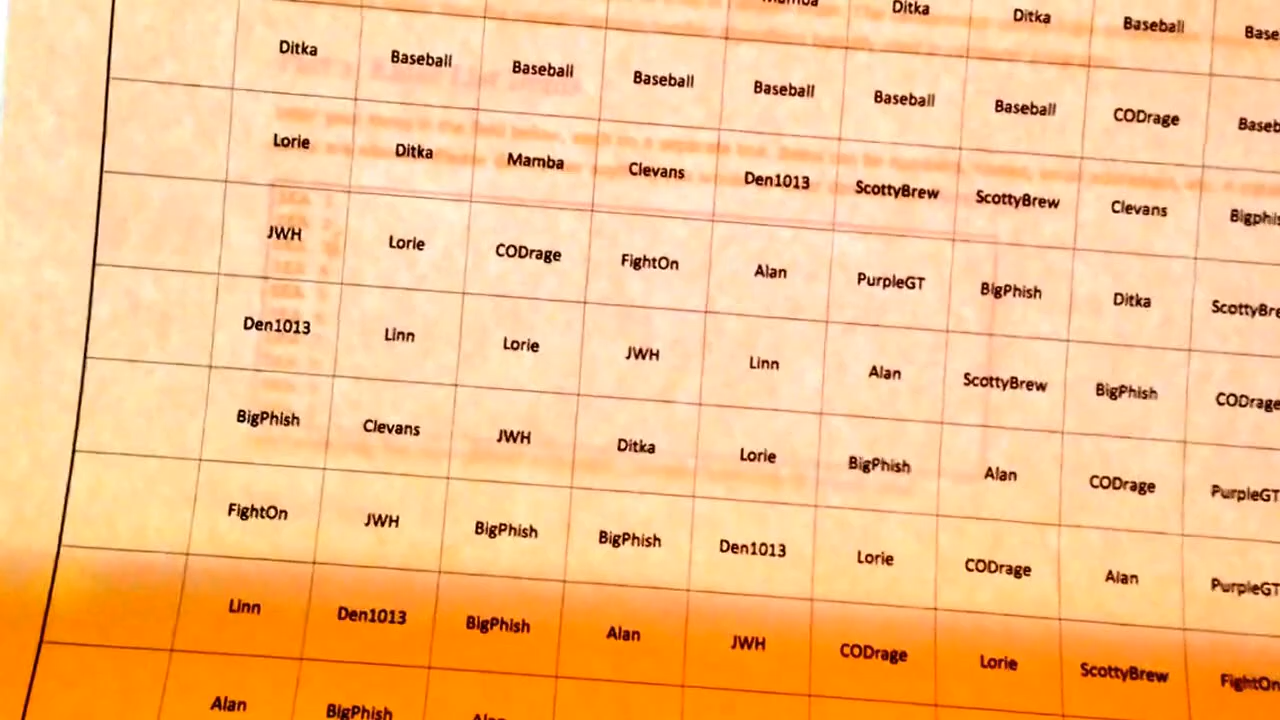 Ditka Ditka Baseball
Ditka Baseball Baseball Baseball Baseball Baseball Baseball CODrage
Lorie Ditka Mamba Clevans Den1013 ScottyBrew ScottyBrew Clevans
JWH Lorie CODrage FightOn Alan PurpleGT BigPhish Ditka
Den1013 Linn Lorie JWH Linn Alan ScottyBrew BigPhish CODrage
BigPhish Clevans JWH Ditka Lorie BigPhish Alan CODrage PurpleGT
FightOn JWH BigPhish BigPhish Den1013 Lorie CODrage Alan PurpleGT
Linn Den1013 BigPhish Alan JWH CODrage Lorie ScottyBrew FightOn
Alan BigPhish